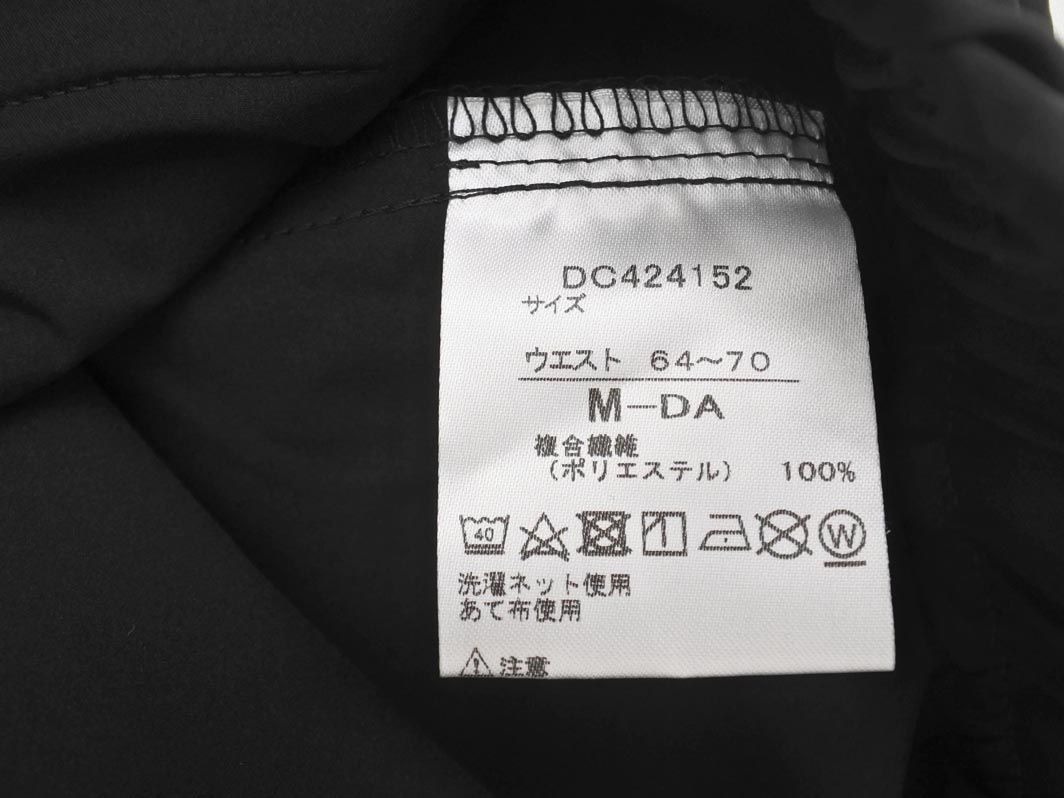 DC424152
サイズ
ウエスト 64〜70
M-DA
複合繊維
(ポリエステル) 100%
40 W
洗濯ネット使用
あて布使用
注意